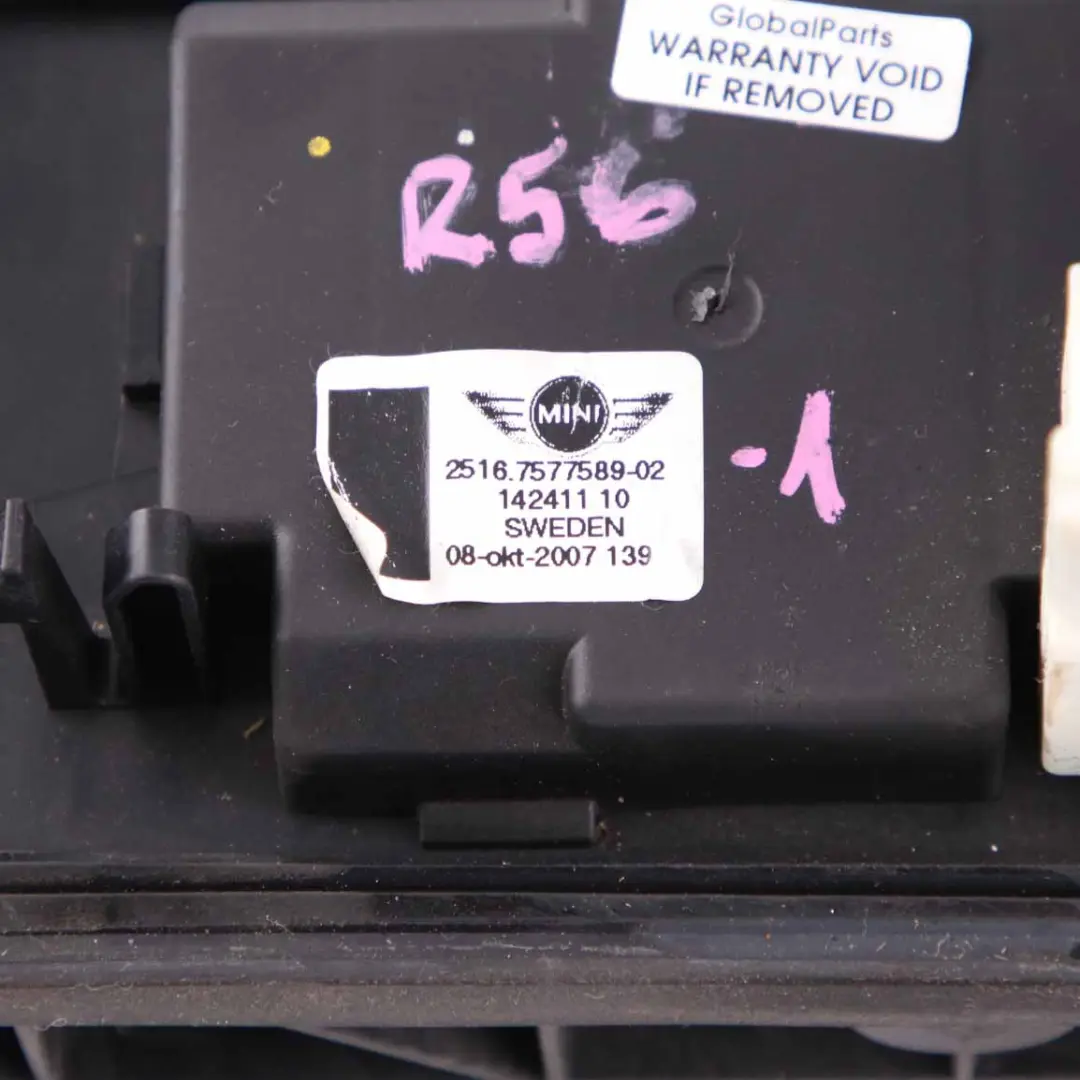 GlobalParts
WARRANTY VOID
IF REMOVED
R56
MINI
2516.7577589-02
142411 10
SWEDEN
08-okt-2007 139
-1